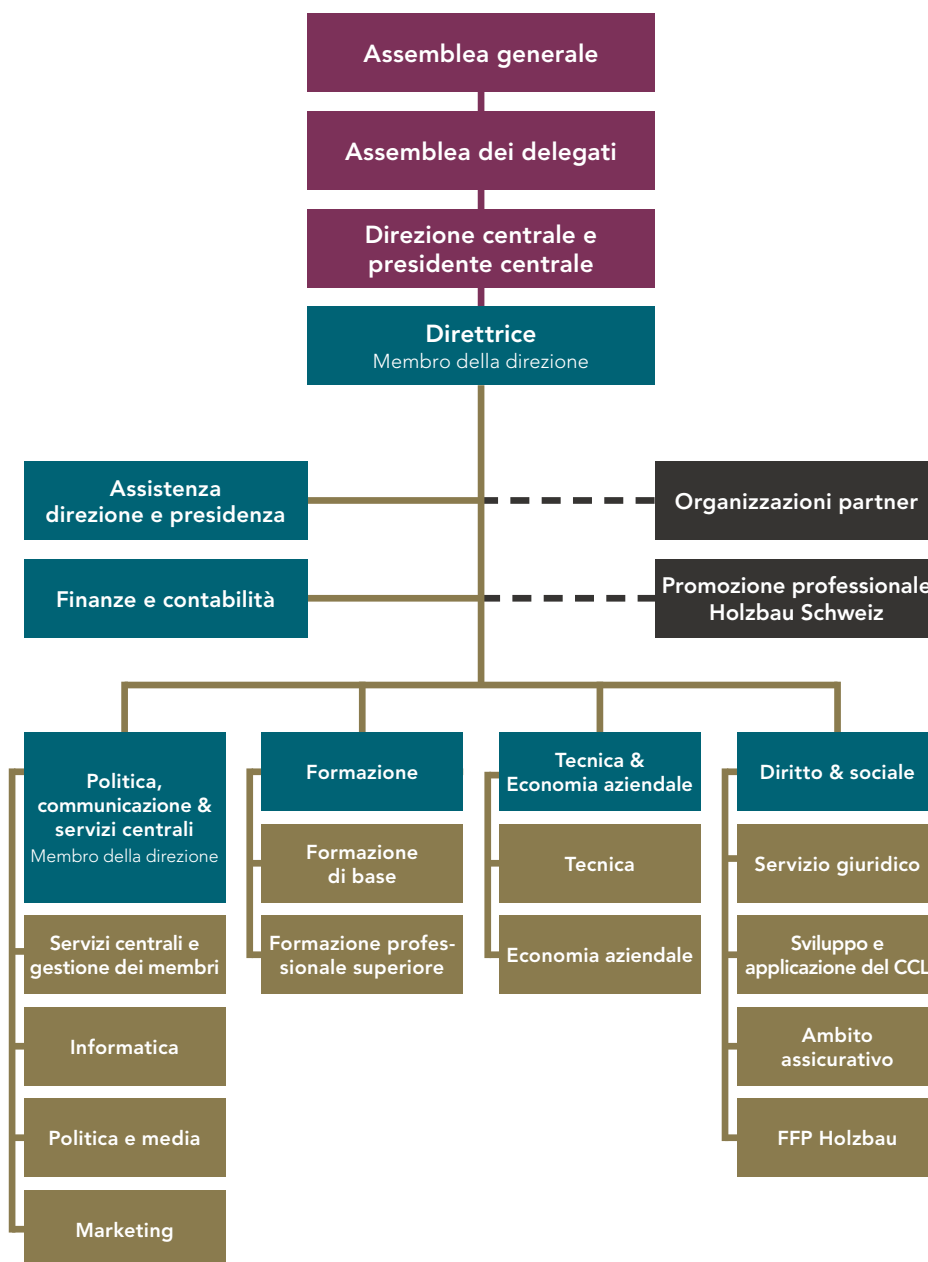 Assemblea generale
Assemblea dei delegati
Direzione centrale e
presidente centrale
Direttrice
Membro della direzione
Assistenza
direzione e presidenza
Organizzazioni partner
Finanze e contabilità
Promozione professionale
Holzbau Schweiz
Politica,
communicazione &
servizi centrali
Membro della direzione
Servizi centrali e
gestione dei membri
Informatica
Politica e media
Marketing
Formazione
Formazione
di base
Formazione profes-
sionale superiore
Tecnica &
Economia aziendale
Tecnica
Economia aziendale
Diritto & sociale
Servizio giuridico
Sviluppo e
applicazione del CCL
Ambito
assicurativo
FFP Holzbau